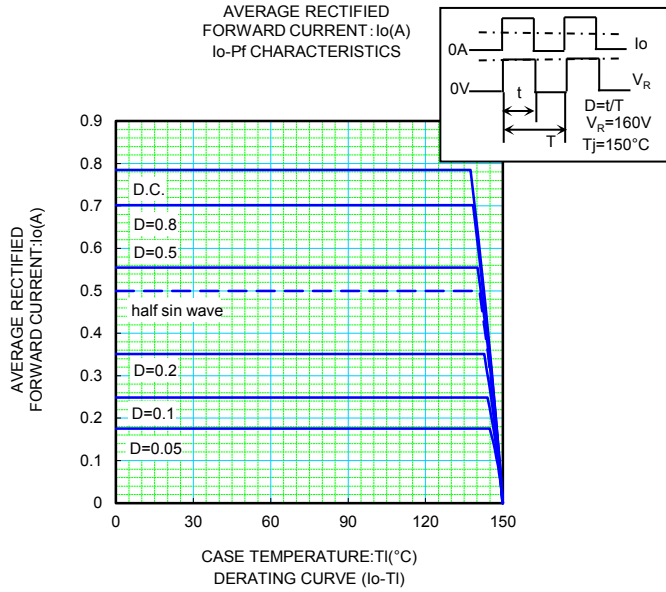 AVERAGE RECTIFIED
FORWARD CURRENT:Io(A)
Io-Pf CHARACTERISTICS
0A
Io
0V
VR
t
T
D=t/T
VR=160V
Tj=150°C
AVERAGE RECTIFIED
FORWARD CURRENT:Io(A)
0.9
0.8
0.7
0.6
0.5
0.4
0.3
0.2
0.1
0
D.C.
D=0.8
D=0.5
half sin wave
D=0.2
D=0.1
D=0.05
0
30
60
90
120
150
CASE TEMPERATURE:Tl(°C)
DERATING CURVE (Io-Tl)